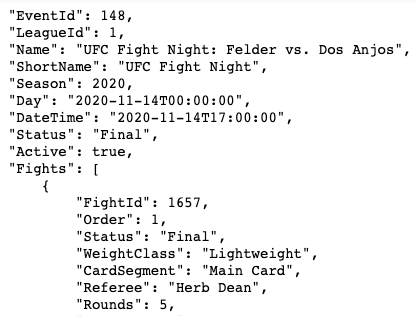 "EventId": 148,
"LeagueId": 1,
"Name": "UFC Fight Night: Felder vs. Dos Anjos",
"ShortName": "UFC Fight Night",
"Season": 2020,
"Day": "2020-11-14T00:00:00",
"DateTime": "2020-11-14T17:00:00",
"Status": "Final",
"Active": true,
"Fights": [
{
"FightId": 1657,
"Order": 1,
"Status": "Final",
"WeightClass": "Lightweight",
"CardSegment": "Main Card",
"Referee": "Herb Dean",
"Rounds": 5,